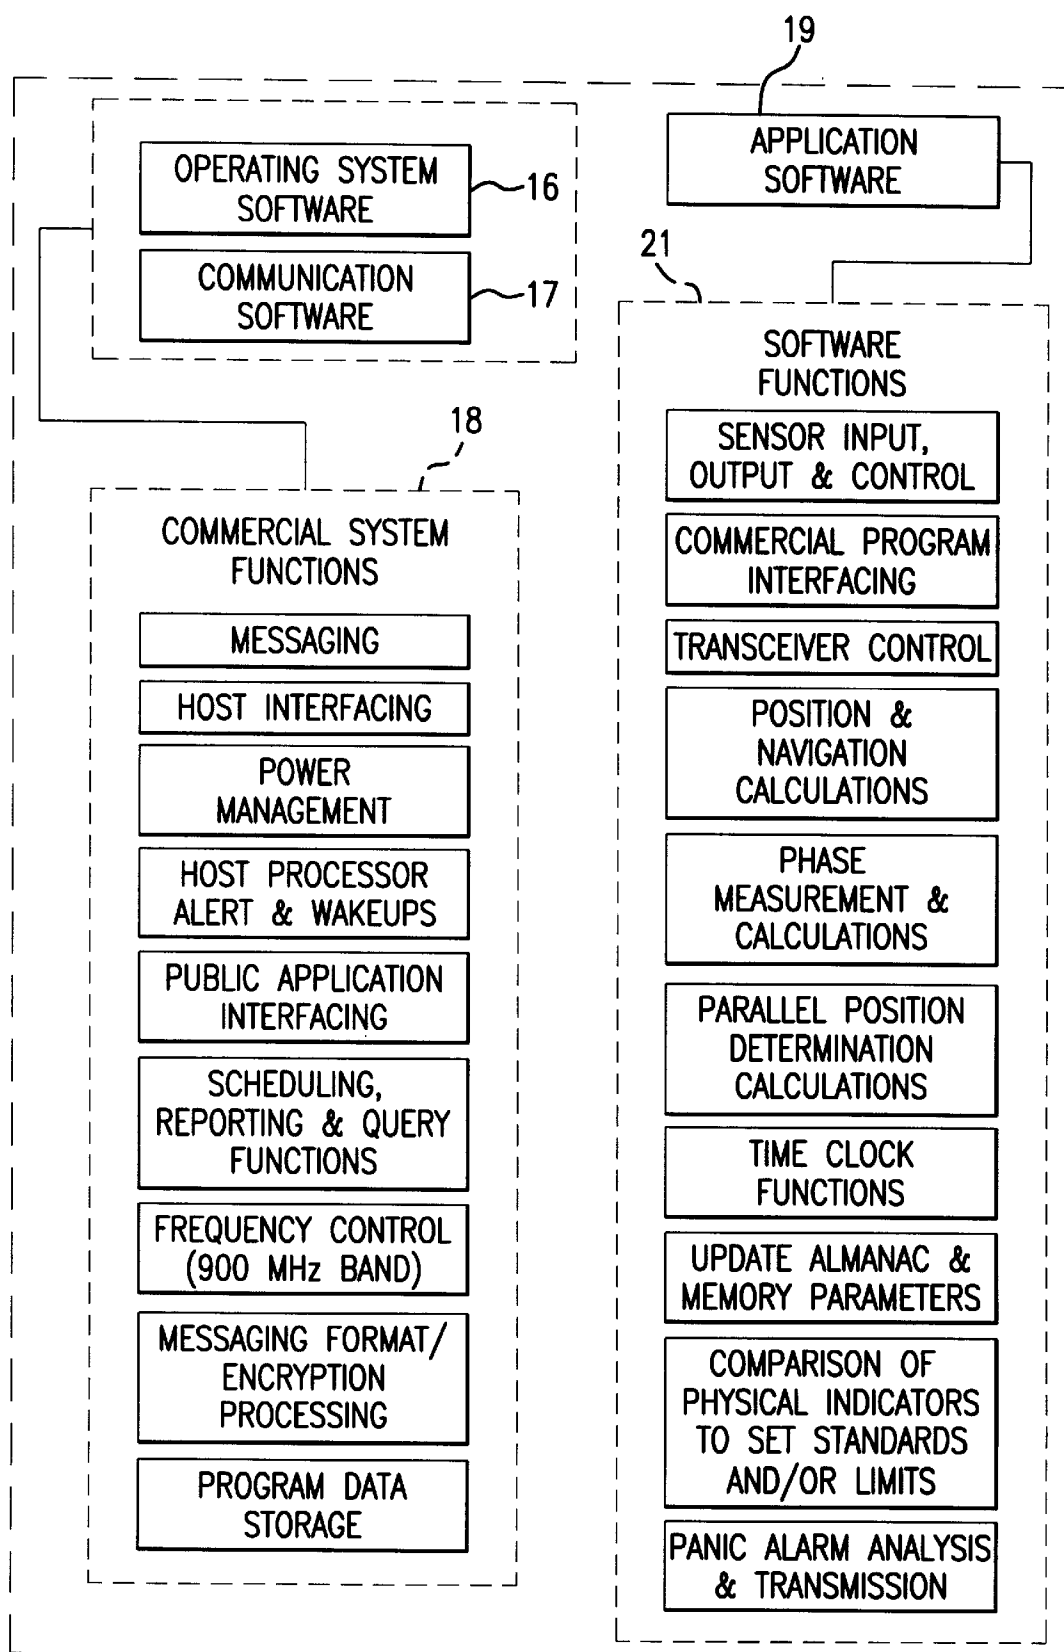 19
OPERATING SYSTEM
SOFTWARE
16
COMMUNICATION
SOFTWARE
17
18
COMMERCIAL SYSTEM
FUNCTIONS
MESSAGING
HOST INTERFACING
POWER
MANAGEMENT
HOST PROCESSOR
ALERT & WAKEUPS
PUBLIC APPLICATION
INTERFACING
SCHEDULING,
REPORTING & QUERY
FUNCTIONS
FREQUENCY CONTROL
(900 MHz BAND)
MESSAGING FORMAT/
ENCRYPTION
PROCESSING
PROGRAM DATA
STORAGE
APPLICATION
SOFTWARE
21
SOFTWARE
FUNCTIONS
SENSOR INPUT,
OUTPUT & CONTROL
COMMERCIAL PROGRAM
INTERFACING
TRANSCEIVER CONTROL
POSITION &
NAVIGATION
CALCULATIONS
PHASE
MEASUREMENT &
CALCULATIONS
PARALLEL POSITION
DETERMINATION
CALCULATIONS
TIME CLOCK
FUNCTIONS
UPDATE ALMANAC &
MEMORY PARAMETERS
COMPARISON OF
PHYSICAL INDICATORS
TO SET STANDARDS
AND/OR LIMITS
PANIC ALARM ANALYSIS
& TRANSMISSION